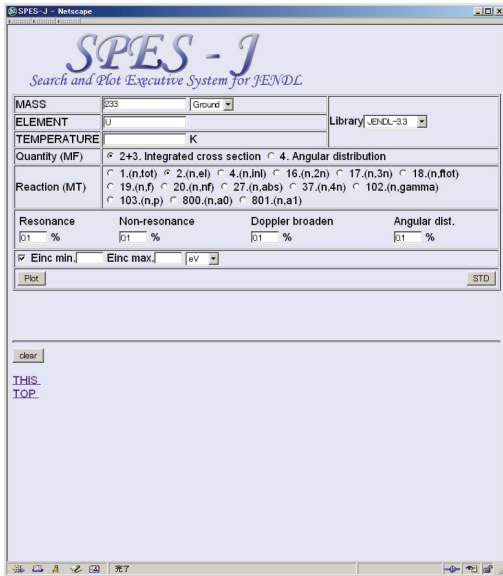 SPES-J - Netscape
SPES - J
Search and Plot Executive System for JENDL
MASS 233 Ground
ELEMENT U Library JENDL-3.3
TEMPERATURE K
Quantity (MF) 2+3. Integrated cross section 4. Angular distribution
Reaction (MT) 1.(n,tot) 2.(n,el) 4.(n,inl) 16.(n,2n) 17.(n,3n) 18.(n,ftot)
19.(n,f) 20.(n,nf) 27.(n,abs) 37.(n,4n) 102.(n,gamma)
103.(n,p) 800.(n,a0) 801.(n,a1)
Resonance Non-resonance Doppler broaden Angular dist.
0.1 % 0.1 % 0.1 % 0.1 %
Einc min. Einc max. eV
Plot STD
clear
THIS
TOP
完了